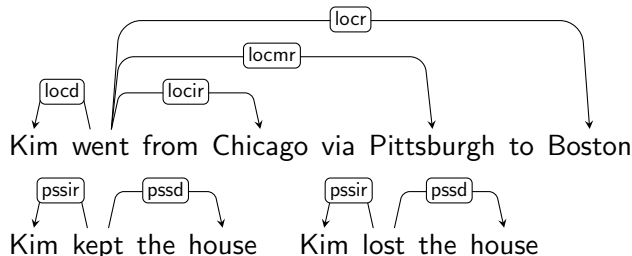 locr
locmr
locd locir
Kim went from Chicago via Pittsburgh to Boston
pssir pssd pssir pssd
Kim kept the house Kim lost the house